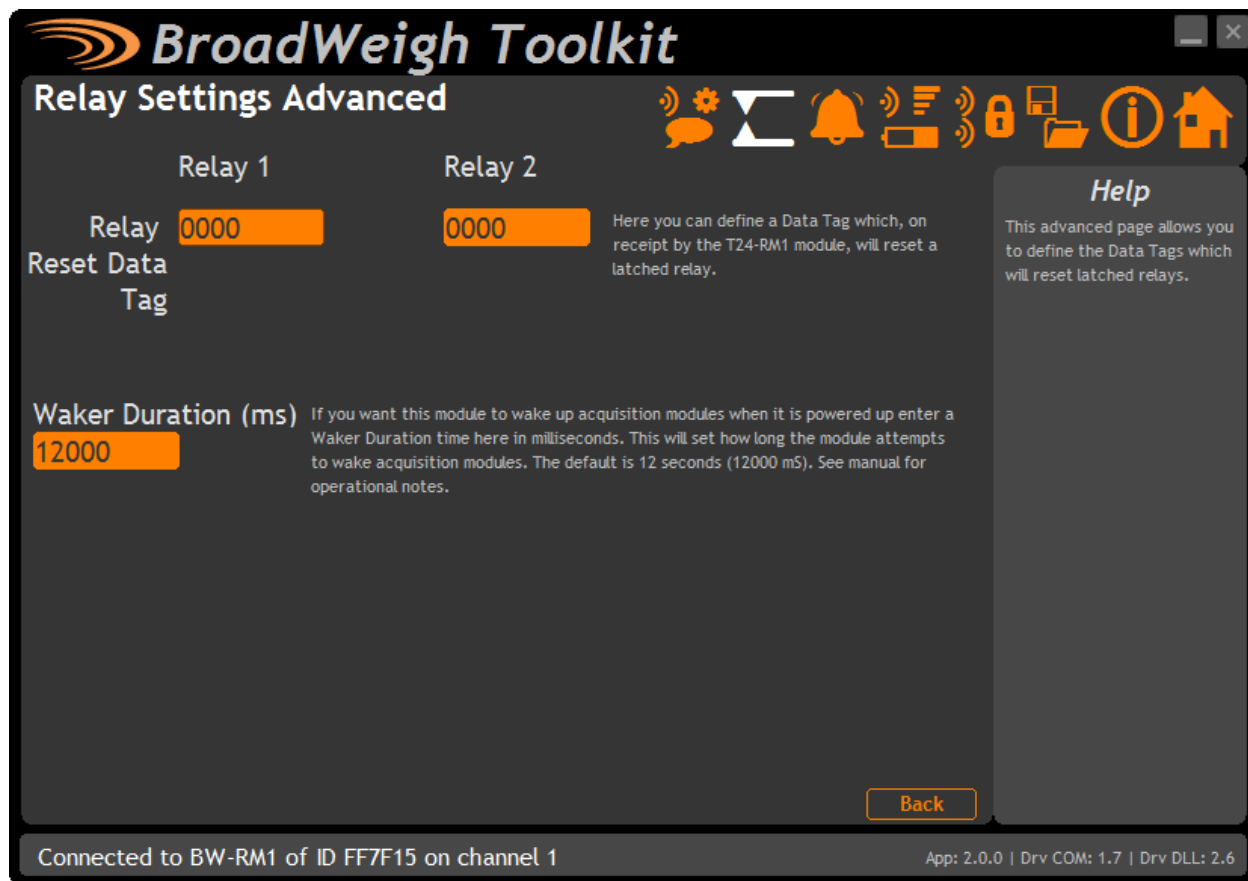 BroadWeigh Toolkit
Relay Settings Advanced
Relay 1
Relay 2
Relay
Reset Data
Tag
0000
0000
Here you can define a Data Tag which, on
receipt by the T24-RM1 module, will reset a
latched relay.
Waker Duration (ms)
12000
If you want this module to wake up acquisition modules when it is powered up enter a
Waker Duration time here in milliseconds. This will set how long the module attempts
to wake acquisition modules. The default is 12 seconds (12000 mS). See manual for
operational notes.
Back
Help
This advanced page allows you
to define the Data Tags which
will reset latched relays.
Connected to BW-RM1 of ID FF7F15 on channel 1
App: 2.0.0 | Drv COM: 1.7 | Drv DLL: 2.6